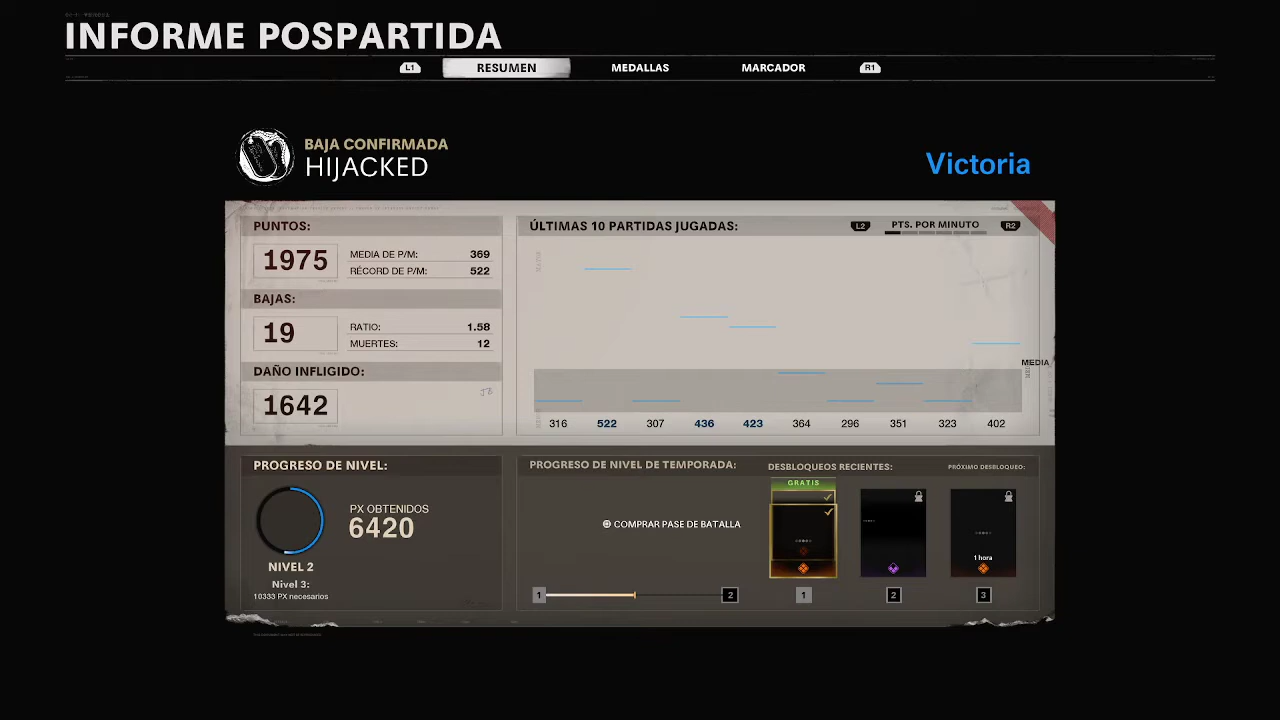 INFORME POSPARTIDA
L1 RESUMEN MEDALLAS MARCADOR R1
BAJA CONFIRMADA
HIJACKED
Victoria
PUNTOS:
1975
MEDIA DE P/M: 369
RÉCORD DE P/M: 522
BAJAS:
19
RATIO: 1.58
MUERTES: 12
DAÑO INFLIGIDO:
1642
ÚLTIMAS 10 PARTIDAS JUGADAS:
L2 PTS. POR MINUTO R2
MEDIA
316 522 307 436 423 364 296 351 323 402
PROGRESO DE NIVEL:
PX OBTENIDOS
6420
NIVEL 2
Nivel 3:
10333 PX necesarios
PROGRESO DE NIVEL DE TEMPORADA:
COMPRAR PASE DE BATALLA
1 2
DESBLOQUEOS RECIENTES:
PRÓXIMO DESBLOQUEO:
GRATIS
1 hora
1 2 3